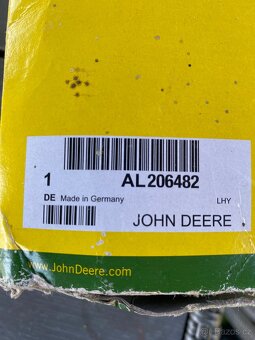 1 AL206482
DE Made in Germany LHY
JOHN DEERE
www.JohnDeere.com